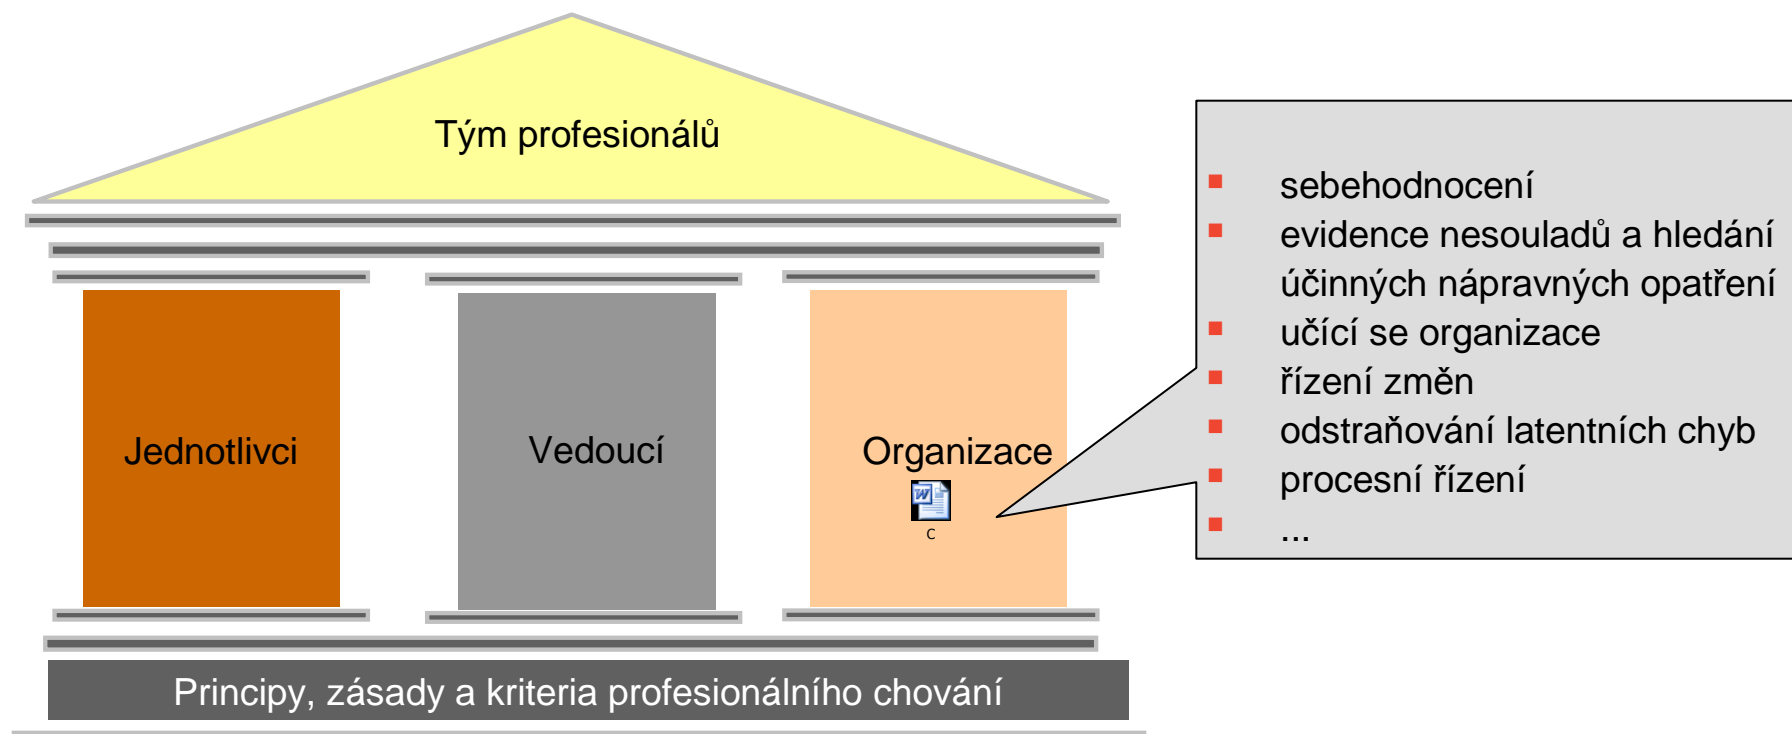 Tým profesionálů
Jednotlivci
Vedoucí
Organizace
W
C
Principy, zásady a kriteria profesionálního chování
sebehodnocení
evidence nesouladů a hledání
účinných nápravných opatření
učící se organizace
řízení změn
odstraňování latentních chyb
procesní řízení
...